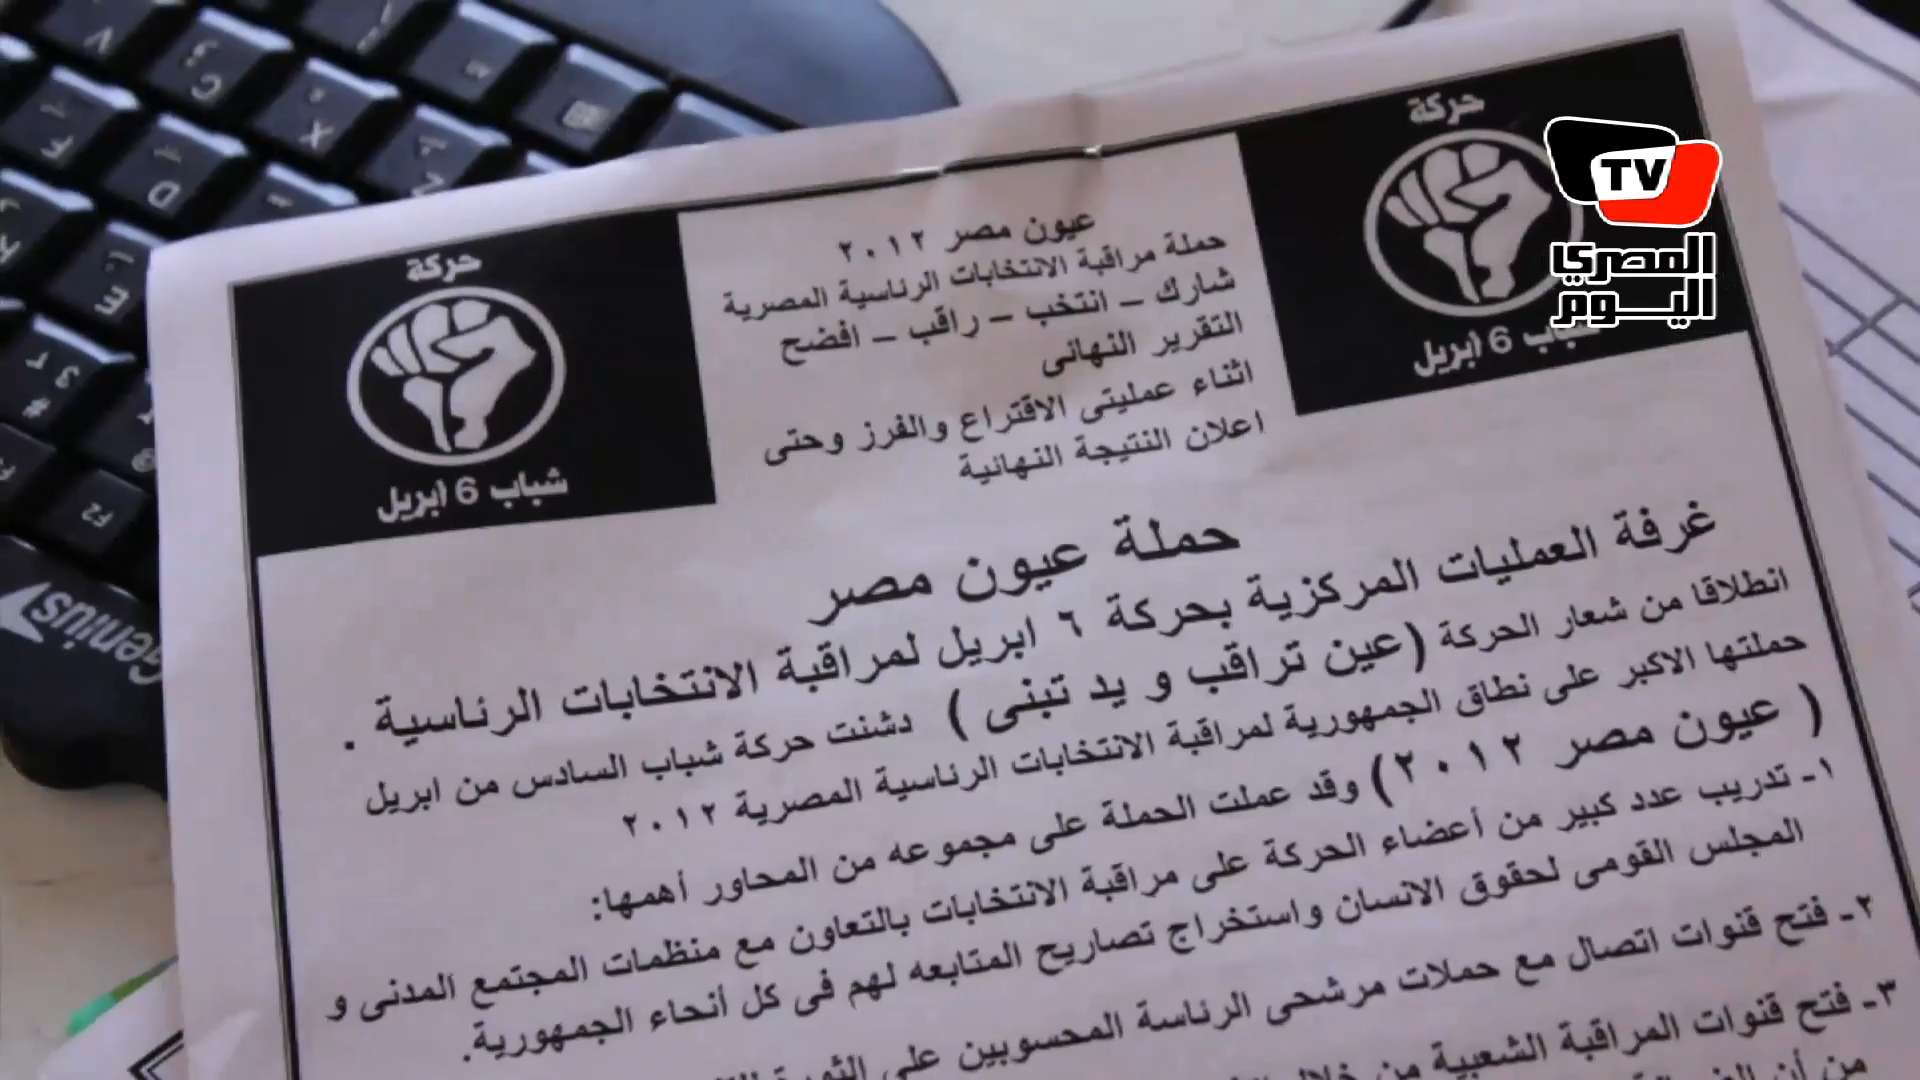 حركة
شباب 6 ابريل
TV
المصري
اليوم
عيون مصر ٢٠١٢
حملة مراقبة الانتخابات الرئاسية المصرية
شارك – انتخب – راقب – افضح
التقرير النهائى
اثناء عمليتى الاقتراع والفرز وحتى
اعلان النتيجة النهائية
حركة
شباب 6 ابريل
حملة عيون مصر
غرفة العمليات المركزية بحركة ٦ ابريل لمراقبة الانتخابات الرئاسية .
انطلاقا من شعار الحركة (عين تراقب و يد تبنى ) دشنت حركة شباب السادس من ابريل
حملتها الاكبر على نطاق الجمهورية لمراقبة الانتخابات الرئاسية المصرية ٢٠١٢
( عيون مصر ٢٠١٢) وقد عملت الحملة على مجموعه من المحاور أهمها:
١- تدريب عدد كبير من أعضاء الحركة على مراقبة الانتخابات بالتعاون مع منظمات المجتمع المدنى و
المجلس القومى لحقوق الانسان واستخراج تصاريح المتابعه لهم فى كل أنحاء الجمهورية.
٢- فتح قنوات اتصال مع حملات مرشحى الرئاسة المحسوبين على الثورة
٣- فتح قنوات المراقبة الشعبية من خلال
من أن
Genius
F2